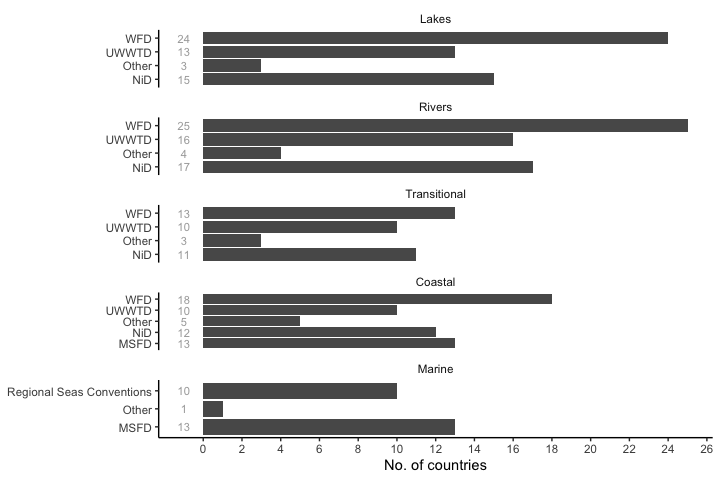 Lakes
WFD 24
UWWTD 13
Other 3
NiD 15
Rivers
WFD 25
UWWTD 16
Other 4
NiD 17
Transitional
WFD 13
UWWTD 10
Other 3
NiD 11
Coastal
WFD 18
UWWTD 10
Other 5
NiD 12
MSFD 13
Marine
Regional Seas Conventions 10
Other 1
MSFD 13
0 2 4 6 8 10 12 14 16 18 20 22 24 26
No. of countries